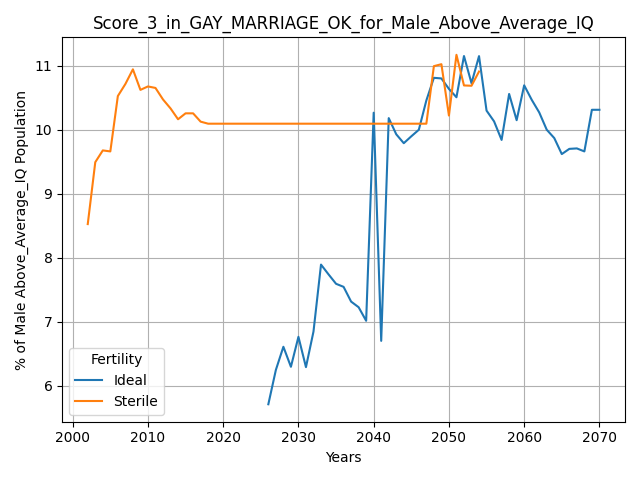 Score_3_in_GAY_MARRIAGE_OK_for_Male_Above_Average_IQ
% of Male Above_Average_IQ Population
11
10
9
8
7
6
Fertility
Ideal
Sterile
2000 2010 2020 2030 2040 2050 2060 2070
Years